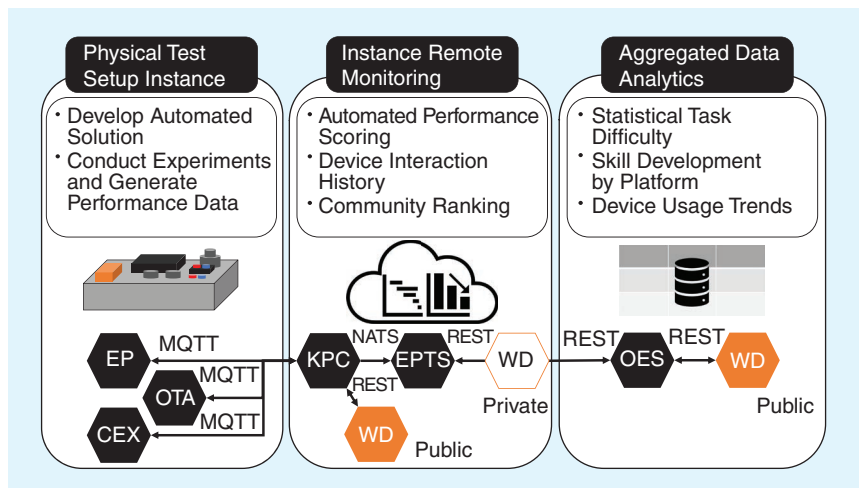 Physical Test
Setup Instance
• Develop Automated
Solution
• Conduct Experiments
and Generate
Performance Data
EP
MQTT
OTA
MQTT
CEX
MQTT
Instance Remote
Monitoring
• Automated Performance
Scoring
• Device Interaction
History
• Community Ranking
KPC
NATS
EPTS
REST
WD
Private
REST
WD
Public
Aggregated Data
Analytics
• Statistical Task
Difficulty
• Skill Development
by Platform
• Device Usage Trends
REST
OES
REST
WD
Public